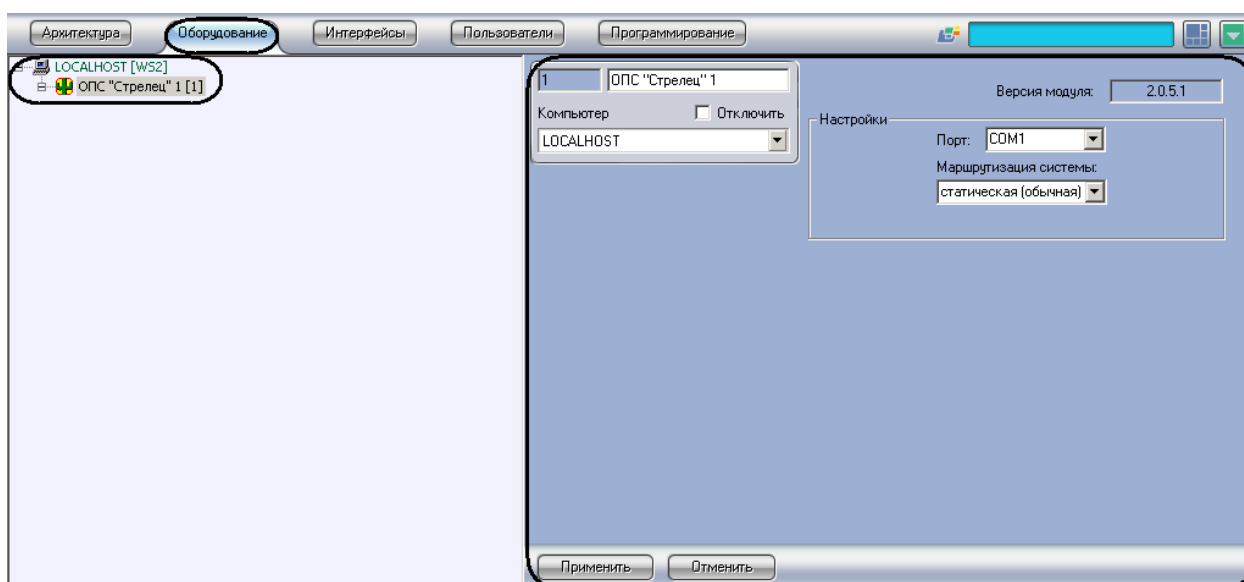 Архитектура Оборудование Интерфейсы Пользователи Программирование
LOCALHOST [WS2]
ОПС "Стрелец" 1 [1]
1 ОПС "Стрелец" 1
Компьютер Отключить
LOCALHOST
Версия модуля: 2.0.5.1
Настройки
Порт: COM1
Маршрутизация системы:
статическая (обычная)
Применить Отменить